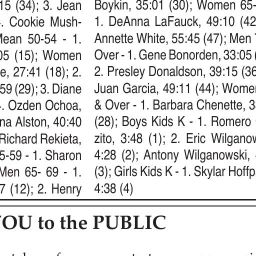 15 (34); 3. Jean
. Cookie Mush-
Mean 50-54 - 1.
05 (15); Women
e, 27:41 (18); 2.
59 (29); 3. Diane
. Ozden Ochoa,
na Alston, 40:40
Richard Rekieta,
55-59 - 1. Sharon
Men 65- 69 - 1.
7 (12); 2. Henry
Boykin, 35:01 (30); Women 65-
1. DeAnna LaFauck, 49:10 (42
Annette White, 55:45 (47); Men
Over - 1. Gene Bonorden, 33:05
2. Presley Donaldson, 39:15 (36
Juan Garcia, 49:11 (44); Women
& Over - 1. Barbara Chenette, 3
(28); Boys Kids K - 1. Romero
zito, 3:48 (1); 2. Eric Wilganow
4:28 (2); Antony Wilganowski,
(3); Girls Kids K - 1. Skylar Hoffp
4:38 (4)
YOU to the PUBLIC